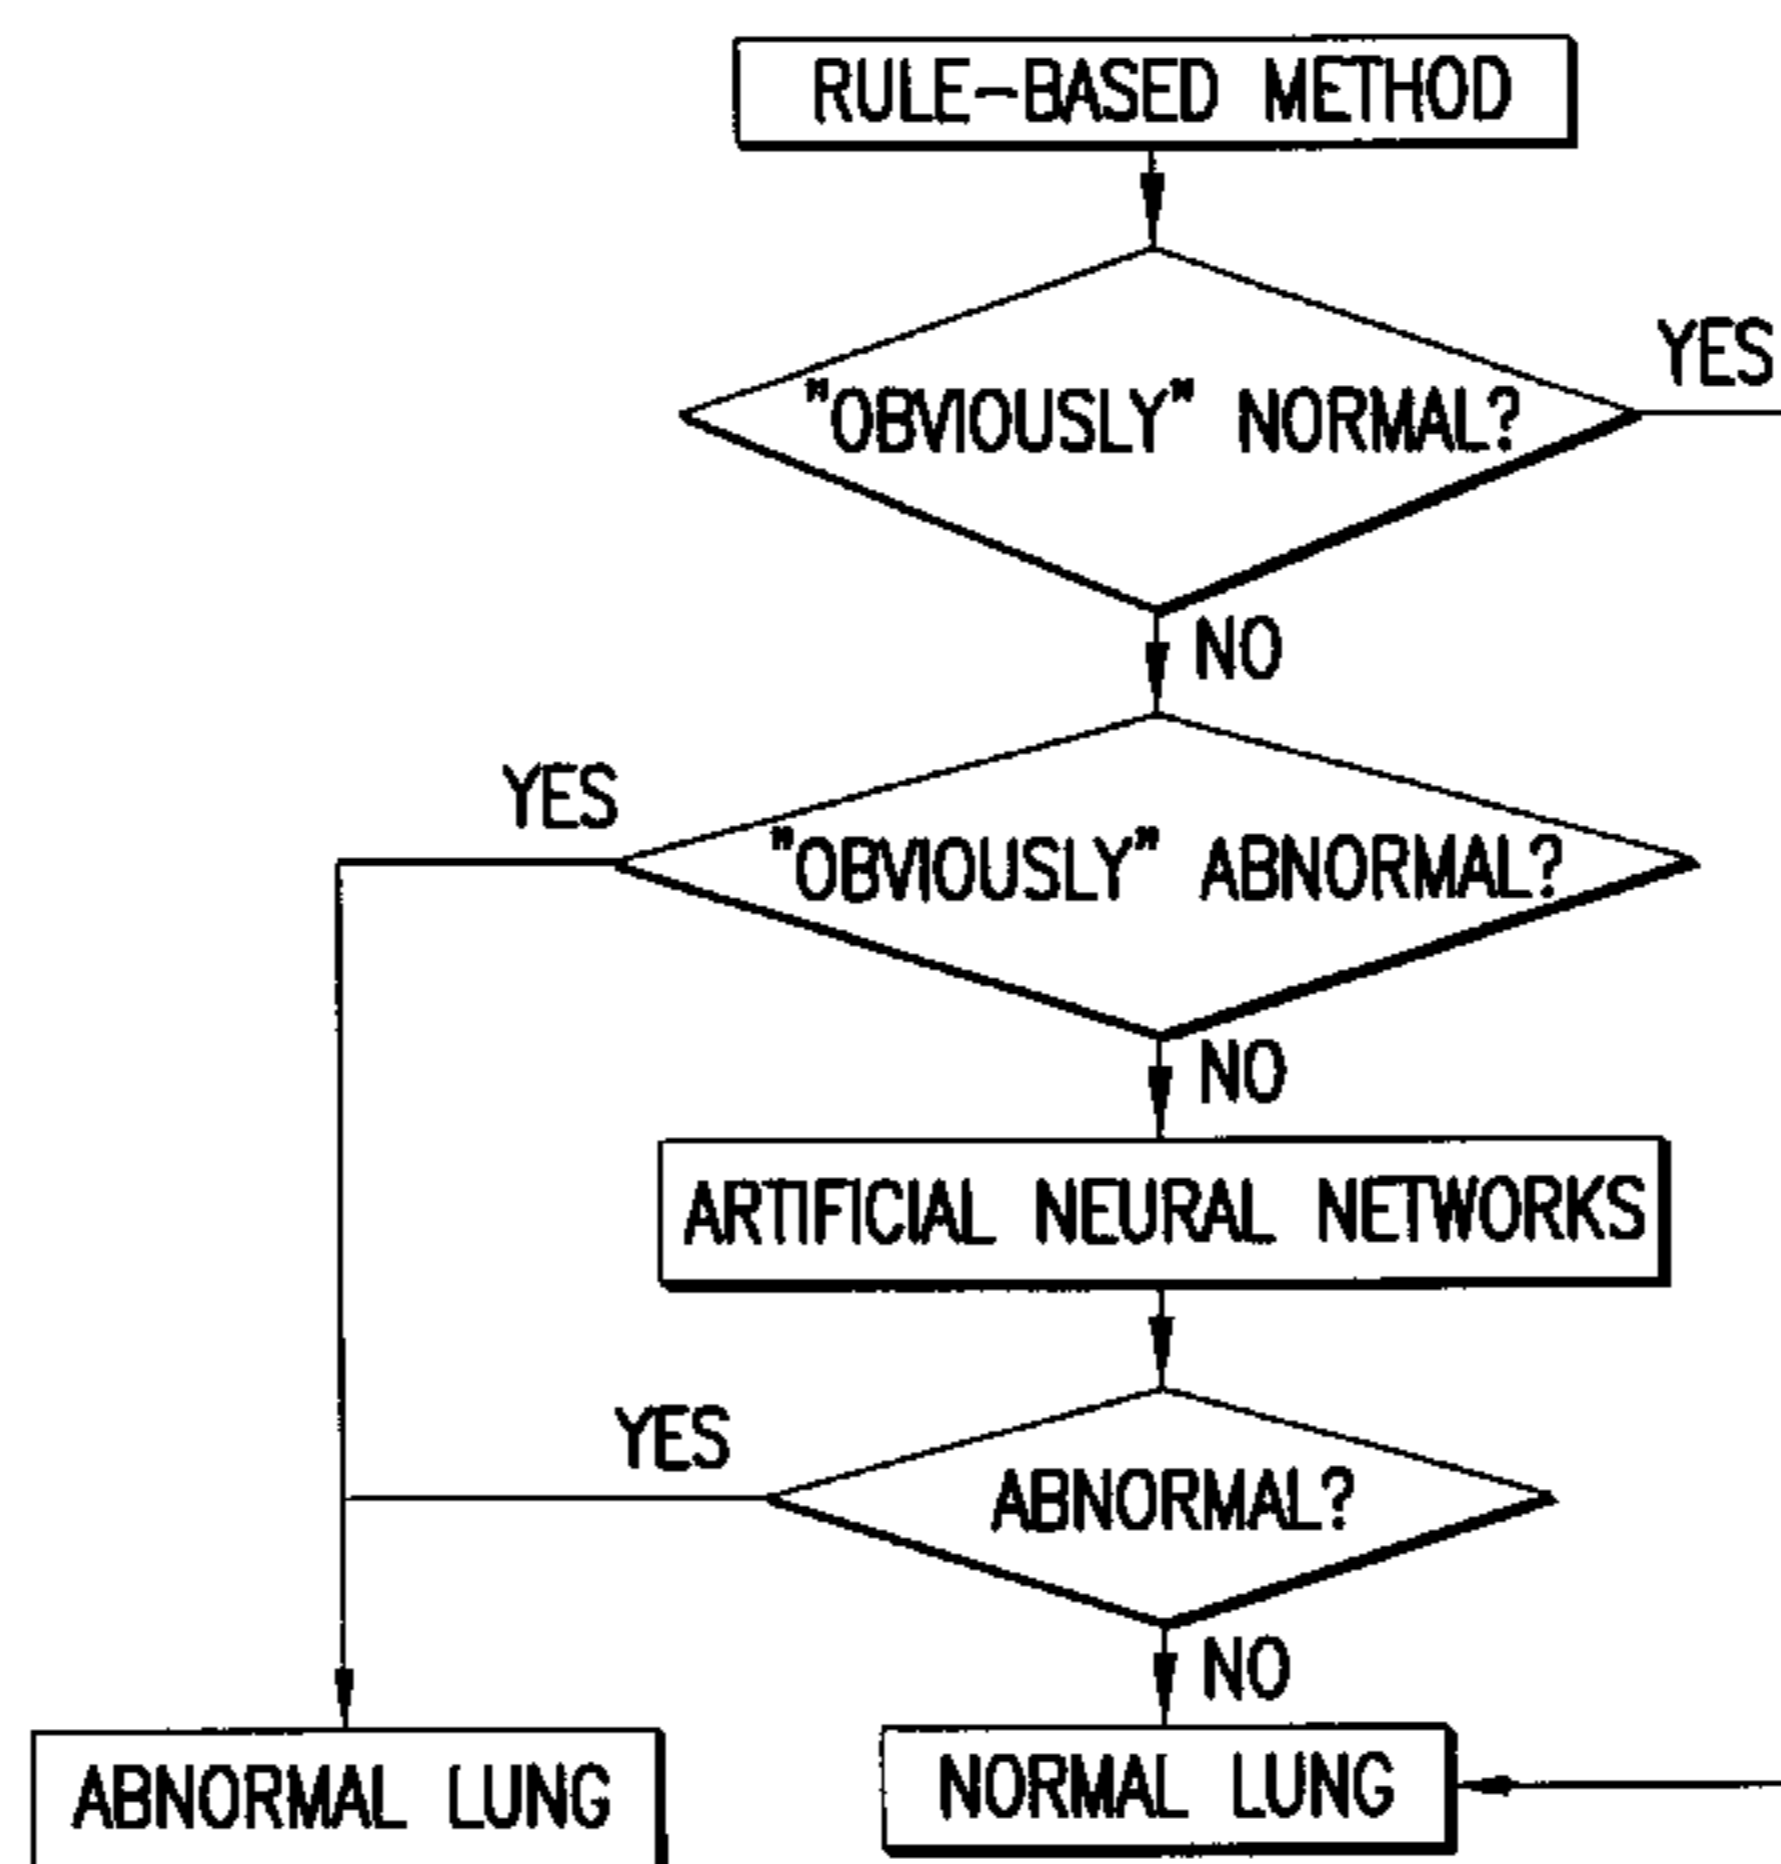 RULE-BASED METHOD
YES
"OBVIOUSLY" NORMAL?
NO
YES
"OBVIOUSLY" ABNORMAL?
NO
ARTIFICIAL NEURAL NETWORKS
YES
ABNORMAL?
NO
ABNORMAL LUNG
NORMAL LUNG